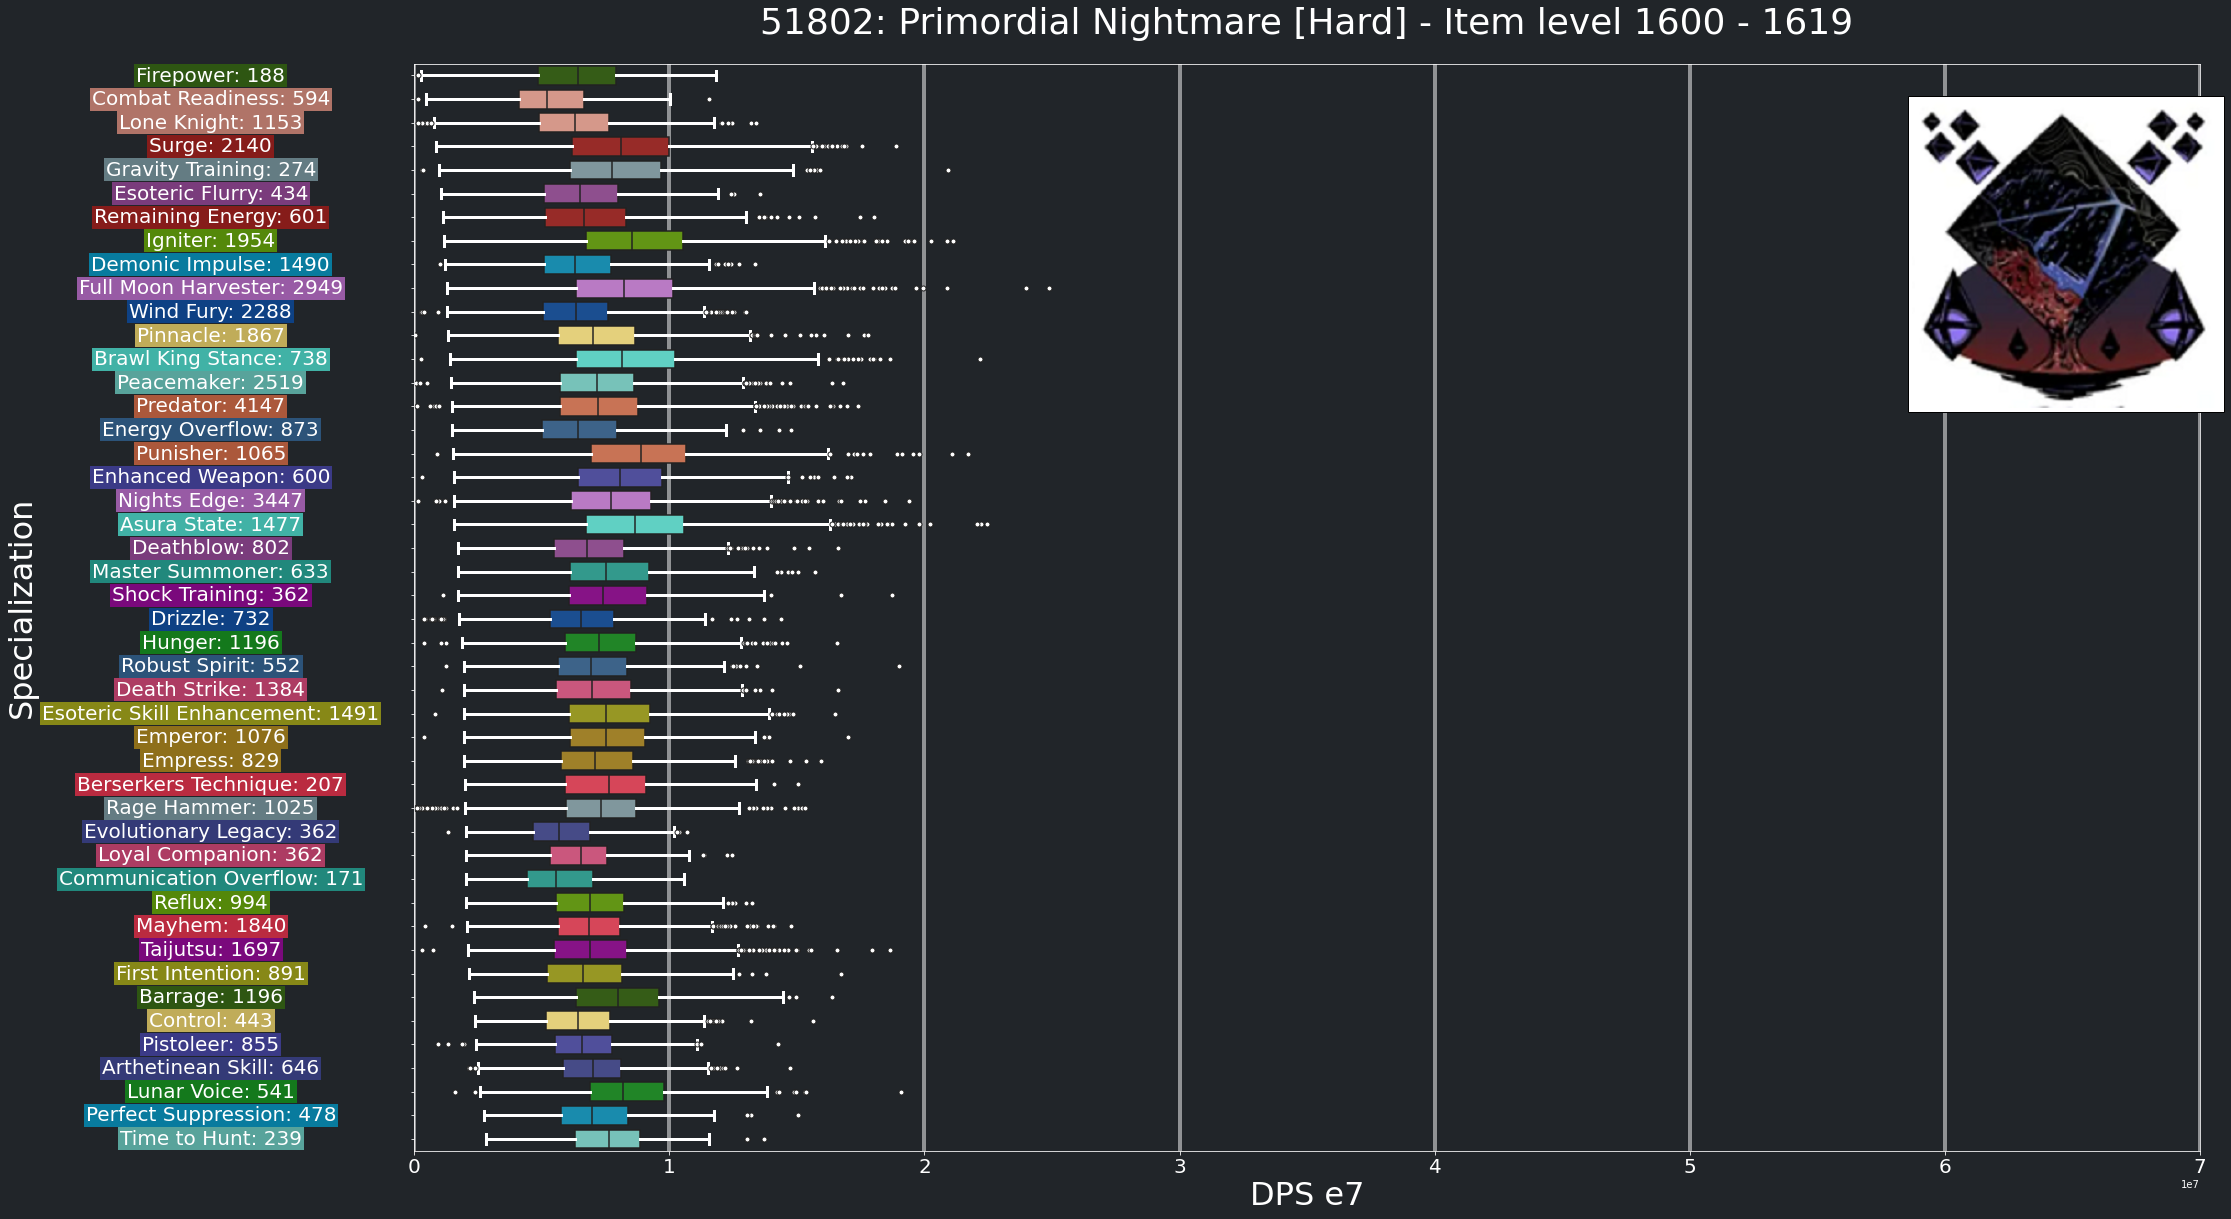 51802: Primordial Nightmare [Hard] - Item level 1600 - 1619
Specialization
Firepower: 188
Combat Readiness: 594
Lone Knight: 1153
Surge: 2140
Gravity Training: 274
Esoteric Flurry: 434
Remaining Energy: 601
Igniter: 1954
Demonic Impulse: 1490
Full Moon Harvester: 2949
Wind Fury: 2288
Pinnacle: 1867
Brawl King Stance: 738
Peacemaker: 2519
Predator: 4147
Energy Overflow: 873
Punisher: 1065
Enhanced Weapon: 600
Nights Edge: 3447
Asura State: 1477
Deathblow: 802
Master Summoner: 633
Shock Training: 362
Drizzle: 732
Hunger: 1196
Robust Spirit: 552
Death Strike: 1384
Esoteric Skill Enhancement: 1491
Emperor: 1076
Empress: 829
Berserkers Technique: 207
Rage Hammer: 1025
Evolutionary Legacy: 362
Loyal Companion: 362
Communication Overflow: 171
Reflux: 994
Mayhem: 1840
Taijutsu: 1697
First Intention: 891
Barrage: 1196
Control: 443
Pistoleer: 855
Arthetinean Skill: 646
Lunar Voice: 541
Perfect Suppression: 478
Time to Hunt: 239
0 1 2 3 4 5 6 7
1e7
DPS e7